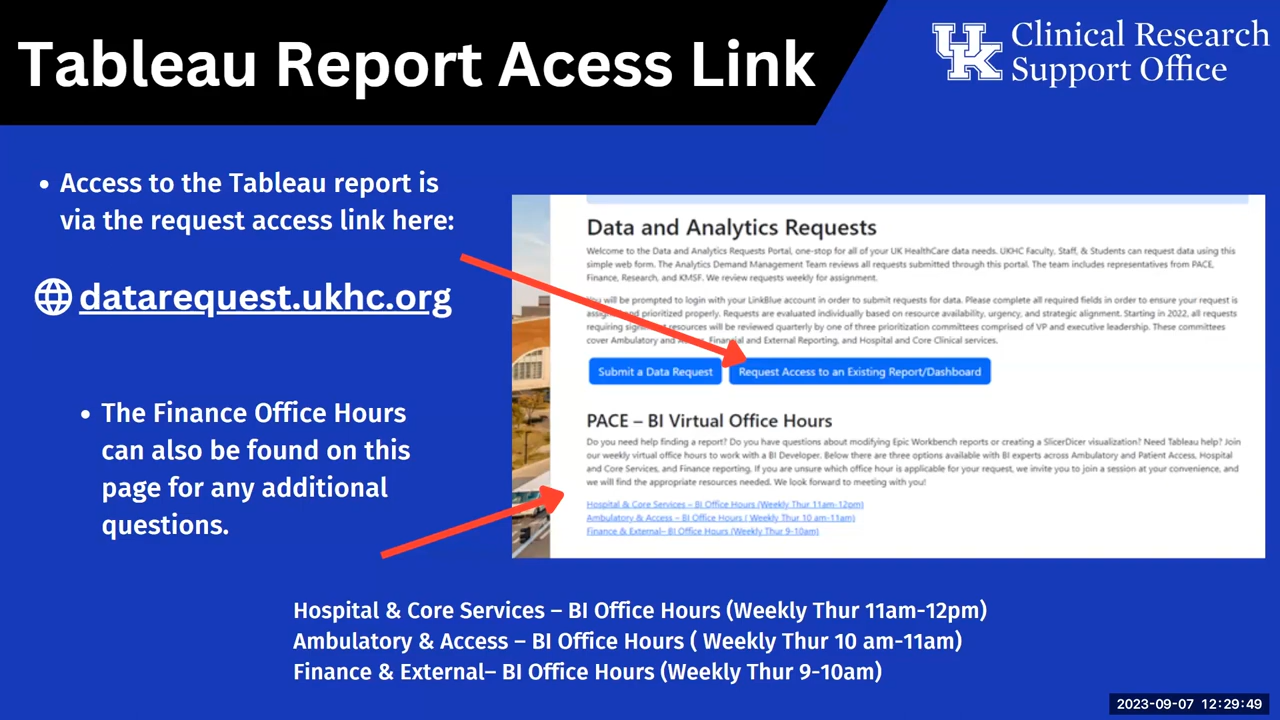 Tableau Report Acess Link
UK Clinical Research
Support Office
• Access to the Tableau report is
via the request access link here:
datarequest.ukhc.org
• The Finance Office Hours
can also be found on this
page for any additional
questions.
Data and Analytics Requests
Welcome to the Data and Analytics Requests Portal, one-stop for all of your UK HealthCare data needs. UKHC Faculty, Staff, & Students can request data using this
simple web form. The Analytics Demand Management Team reviews all requests submitted through this portal. The team includes representatives from PACE,
Finance, Research, and KMSF. We review requests weekly for assignment.
You will be prompted to login with your LinkBlue account in order to submit requests for data. Please complete all required fields in order to ensure your request is
and prioritized properly. Requests are evaluated individually based on resource availability, urgency, and strategic alignment. Starting in 2022, all requests
requiring resources will be reviewed quarterly by one of three prioritization committees comprised of VP and executive leadership. These committees
cover Ambulatory and Financial and External Reporting, and Hospital and Core Clinical services.
Submit a Data Request Request Access to an Existing Report/Dashboard
PACE – BI Virtual Office Hours
Do you need help finding a report? Do you have questions about modifying Epic Workbench reports or creating a SlicerDicer visualization? Need Tableau help? Join
our weekly virtual office hours to work with a BI Developer. Below there are three options available with BI experts across Ambulatory and Patient Access, Hospital
and Core Services, and Finance reporting. If you are unsure which office hour is applicable for your request, we invite you to join a session at your convenience, and
we will find the appropriate resources needed. We look forward to meeting with you!
Hospital & Core Services – BI Office Hours (Weekly Thur 11am-12pm)
Ambulatory & Access – BI Office Hours ( Weekly Thur 10 am-11am)
Finance & External– BI Office Hours (Weekly Thur 9-10am)
Hospital & Core Services – BI Office Hours (Weekly Thur 11am-12pm)
Ambulatory & Access – BI Office Hours ( Weekly Thur 10 am-11am)
Finance & External– BI Office Hours (Weekly Thur 9-10am)
2023-09-07 12:29:49